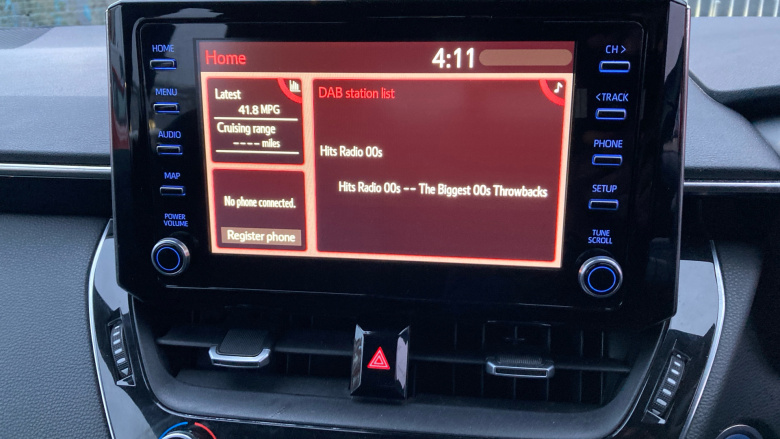 HOME
MENU
AUDIO
MAP
POWER
VOLUME
Home
4:11
Latest
41.8 MPG
Cruising range
---- miles
No phone connected.
Register phone
DAB station list
Hits Radio 00s
Hits Radio 00s -- The Biggest 00s Throwbacks
CH >
< TRACK
PHONE
SETUP
TUNE
SCROLL